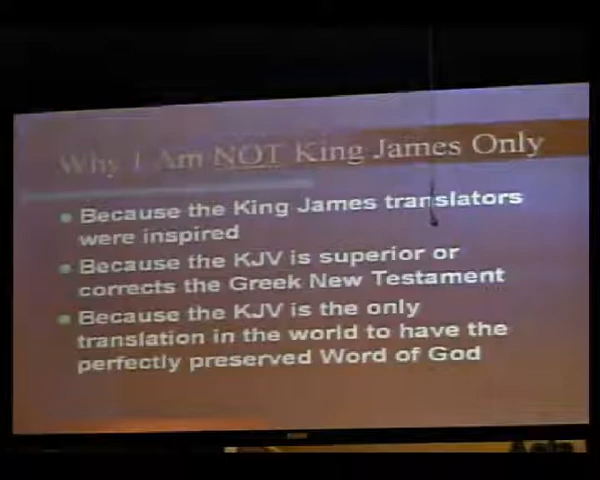 Why I Am NOT King James Only
Because the King James translators
were inspired
Because the KJV is superior or
corrects the Greek New Testament
Because the KJV is the only
translation in the world to have the
perfectly preserved Word of God